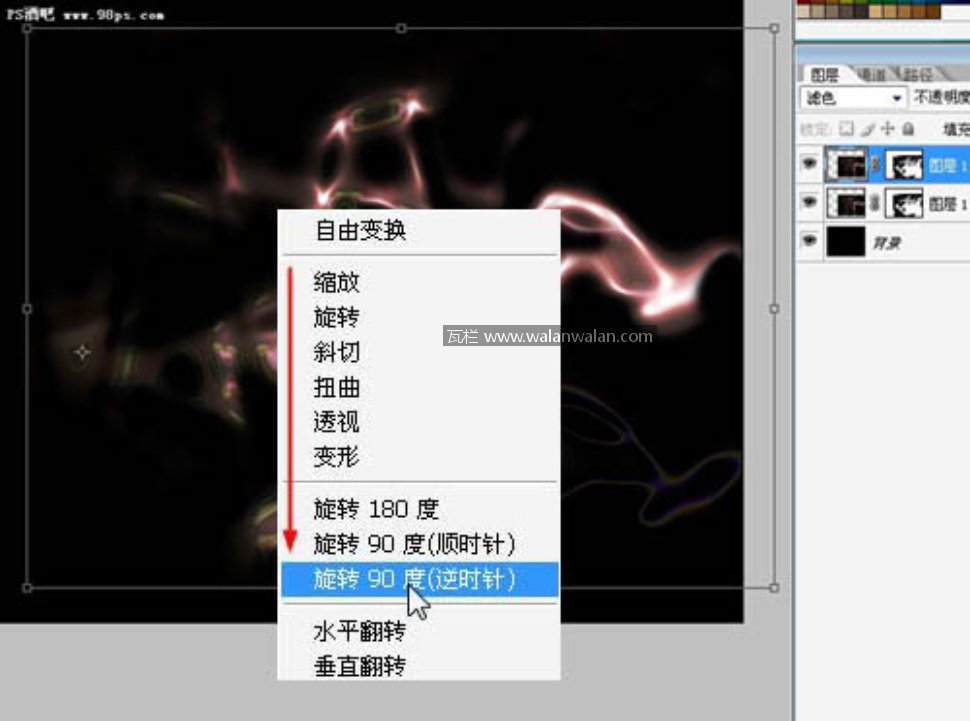 PS酒吧 www.98ps.com
图层 通道 路径
滤色 不透明度
锁定: 填充
图层 1
图层 1
背景
自由变换
缩放
旋转
斜切
扭曲
透视
变形
旋转 180 度
旋转 90 度(顺时针)
旋转 90 度(逆时针)
水平翻转
垂直翻转
瓦栏 www.walanwalan.com